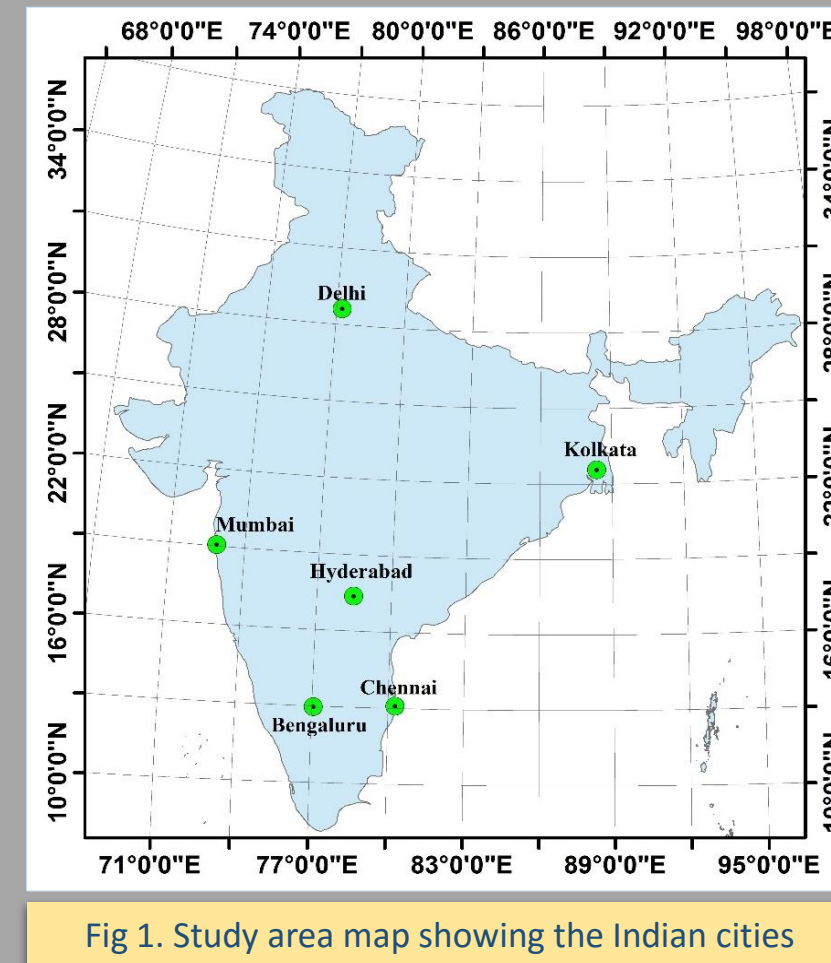 68°0'0"E 74°0'0"E 80°0'0"E 86°0'0"E 92°0'0"E 98°0'0"E
34°0'0"N
28°0'0"N
22°0'0"N
16°0'0"N
10°0'0"N
Delhi
Kolkata
Mumbai
Hyderabad
Chennai
Bengaluru
71°0'0"E 77°0'0"E 83°0'0"E 89°0'0"E 95°0'0"E
Fig 1. Study area map showing the Indian cities